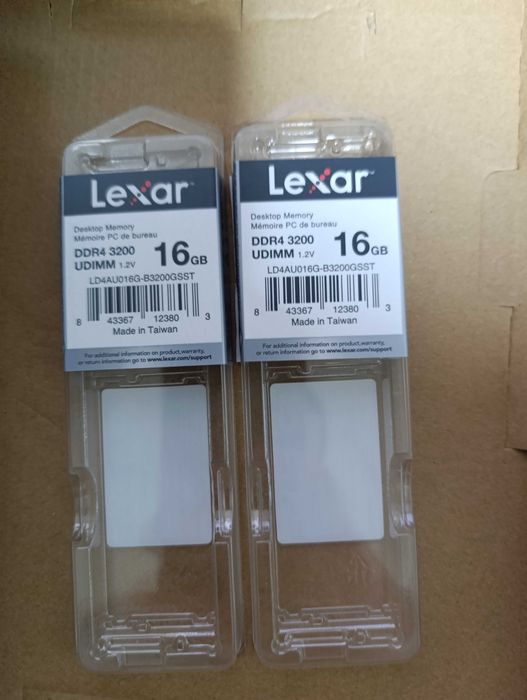 Lexar
Desktop Memory
Mémoire PC de bureau
DDR4 3200
UDIMM 1.2V
16GB
LD4AU016G-B3200GSST
8 43367 12380 3
Made in Taiwan
For additional information on product, warranty,
or return information go to www.lexar.com/support
Lexar
Desktop Memory
Mémoire PC de bureau
DDR4 3200
UDIMM 1.2V
16GB
LD4AU016G-B3200GSST
8 43367 12380 3
Made in Taiwan
For additional information on product, warranty,
or return information go to www.lexar.com/support